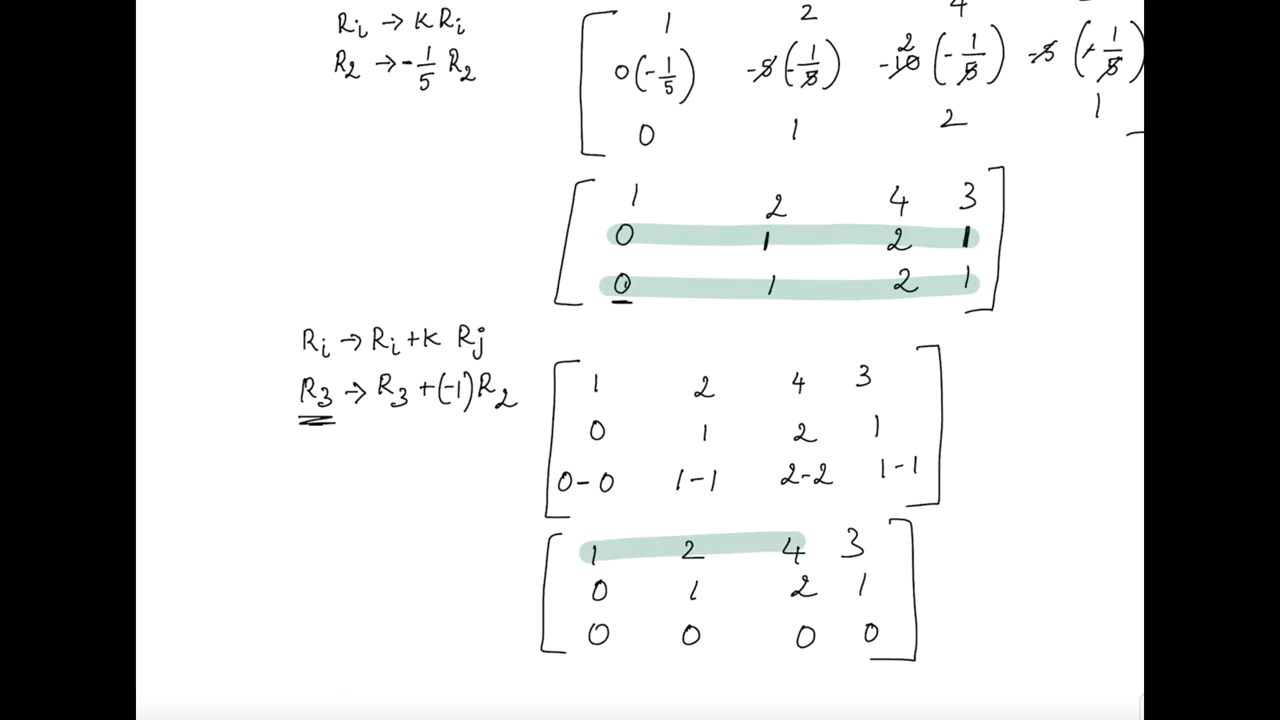 Ri → K Ri
1 2 4
R2 → -1/5 R2
0(-1/5) -5(-1/5) 2 -10(-1/5) -5(-1/5)
0 1 2 1
1 2 4 3
0 1 2 1
0 1 2 1
Ri → Ri + K Rj
R3 → R3 + (-1)R2
1 2 4 3
0 1 2 1
0-0 1-1 2-2 1-1
1 2 4 3
0 1 2 1
0 0 0 0